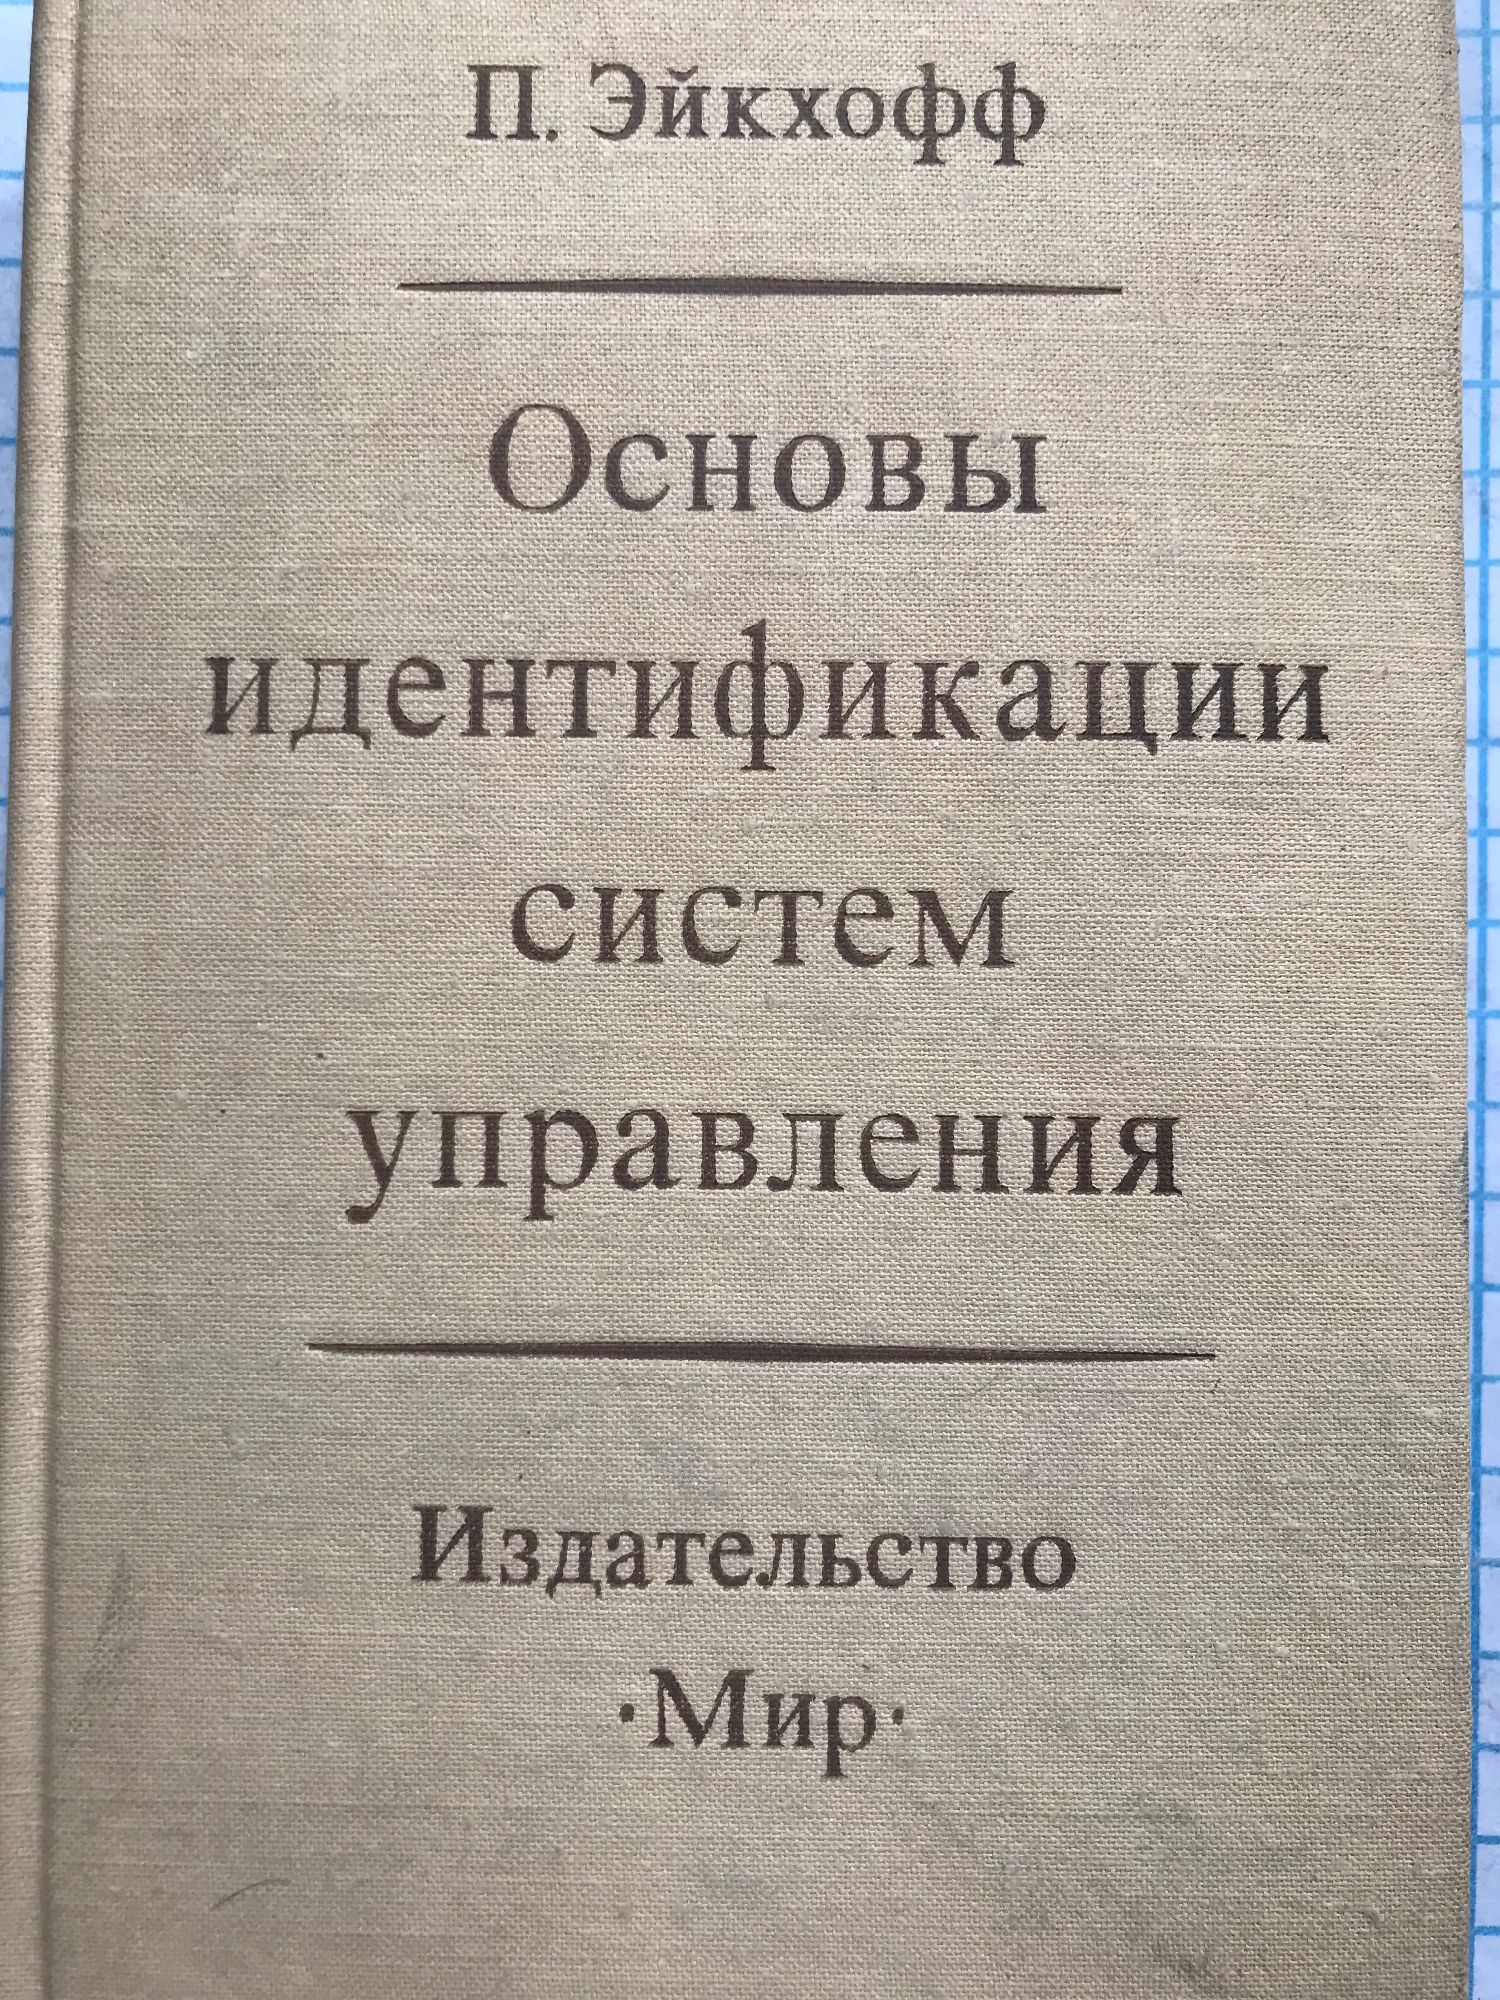 П. Эйкхофф
Основы
идентификации
систем
управления
Издательство
·Мир·